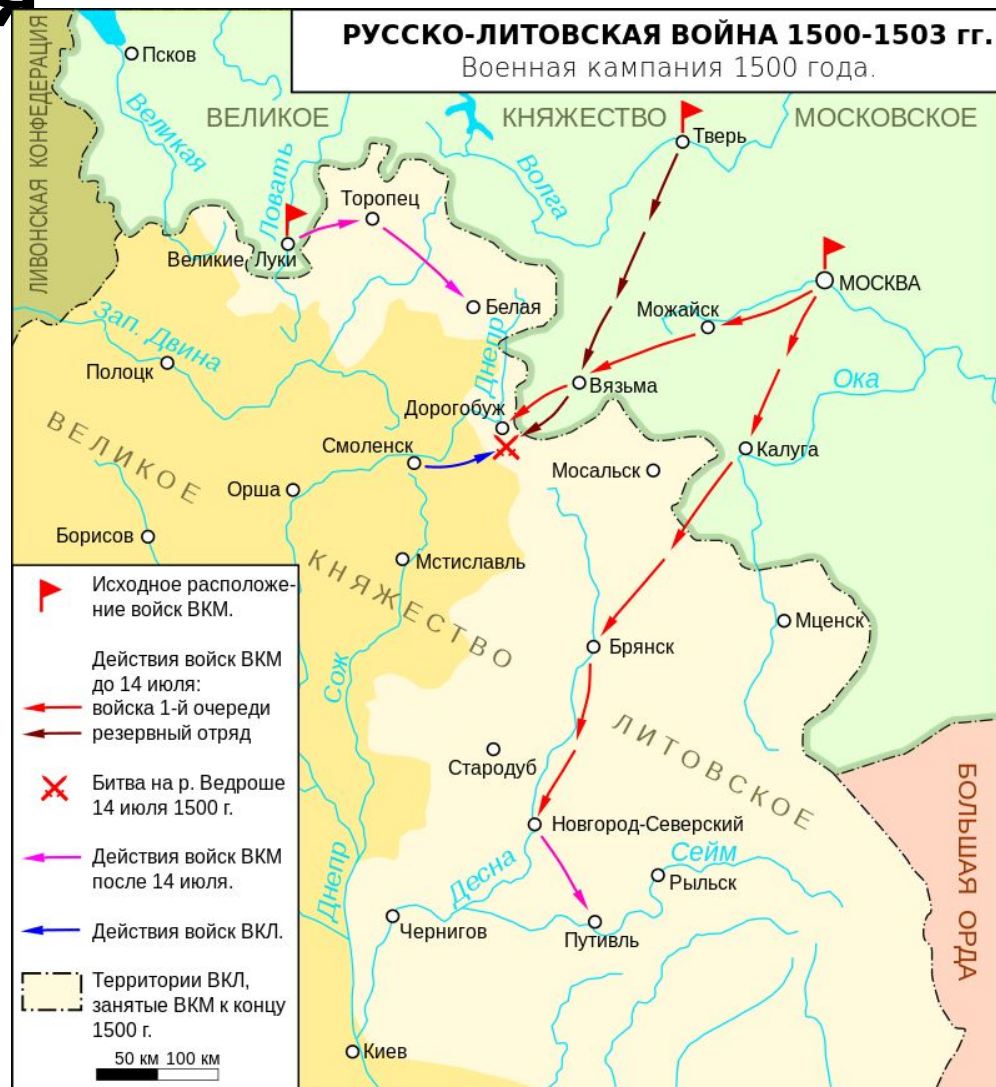 я
РУССКО-ЛИТОВСКАЯ ВОЙНА 1500-1503 гг.
Военная кампания 1500 года.
ЛИВОНСКАЯ КОНФЕДЕРАЦИЯ
Псков
Великая
ВЕЛИКОЕ КНЯЖЕСТВО МОСКОВСКОЕ
Ловать
Волга
Тверь
Торопец
Великие Луки
МОСКВА
Белая
Можайск
Зап. Двина
Днепр
Полоцк
Вязьма
Ока
Дорогобуж
ВЕЛИКОЕ
Смоленск
Калуга
Мосальск
Орша
Борисов
КНЯЖЕСТВО
Мстиславль
Мценск
Брянск
Сож
ЛИТОВСКОЕ
Стародуб
БОЛЬШАЯ ОРДА
Новгород-Северский
Десна
Сейм
Рыльск
Днепр
Чернигов
Путивль
Киев
Исходное расположе-
ние войск ВКМ.
Действия войск ВКМ
до 14 июля:
войска 1-й очереди
резервный отряд
Битва на р. Ведроше
14 июля 1500 г.
Действия войск ВКМ
после 14 июля.
Действия войск ВКЛ.
Территории ВКЛ,
занятые ВКМ к концу
1500 г.
50 км 100 км